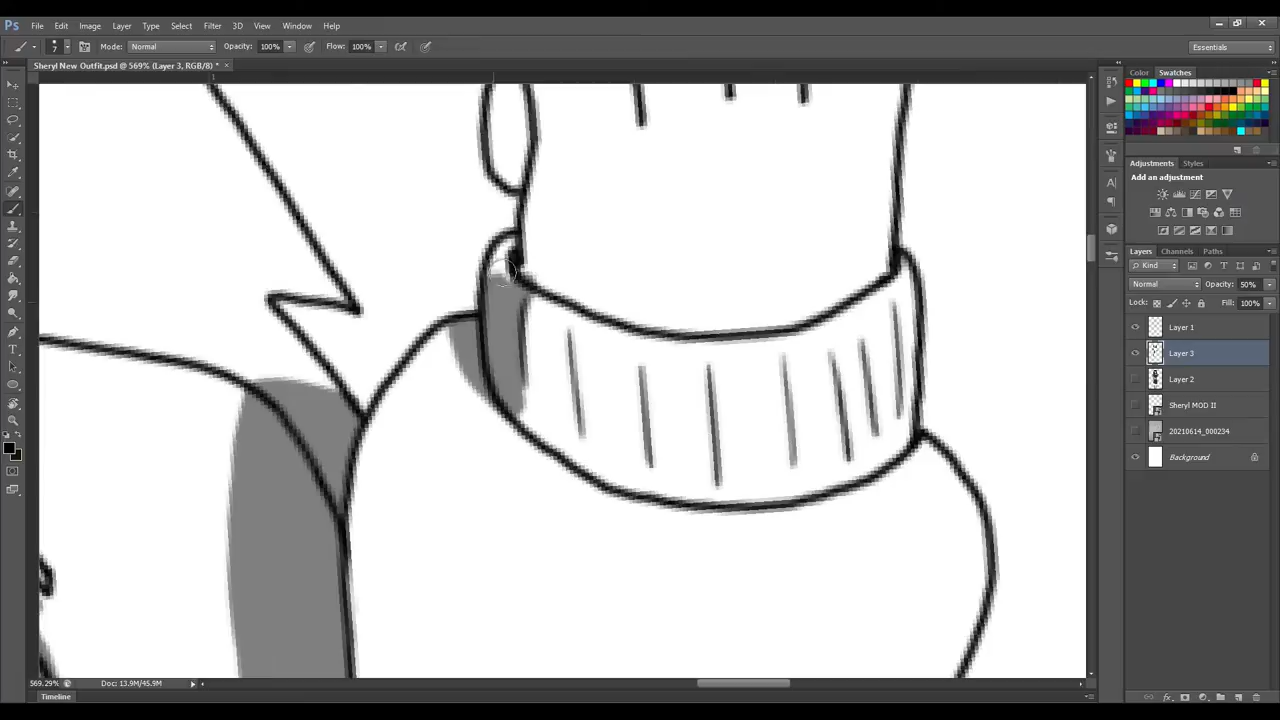 Ps File Edit Image Layer Type Select Filter 3D View Window Help
7 Mode: Normal Opacity: 100% Flow: 100% Essentials
Sheryl New Outfit.psd @ 569% (Layer 3, RGB/8) * ×
1
Color Swatches
Adjustments Styles
Add an adjustment
Layers Channels Paths
Kind
Normal Opacity: 50%
Lock: Fill: 100%
Layer 1
Layer 3
Layer 2
Sheryl MOD II
20210614_000234
Background
569.29% Doc: 13.9M/45.9M
Timeline